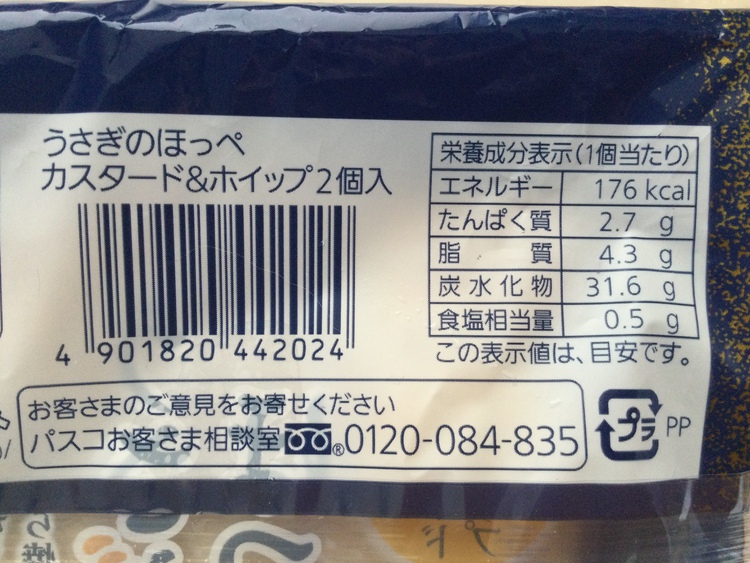 うさぎのほっぺ
カスタード&ホイップ2個入
4 901820 442024
栄養成分表示(1個当たり)
エネルギー 176 kcal
たんぱく質 2.7 g
脂質 4.3 g
炭水化物 31.6 g
食塩相当量 0.5 g
この表示値は、目安です。
お客さまのご意見をお寄せください
パスコお客さま相談室 ® 0120-084-835
プラ PP